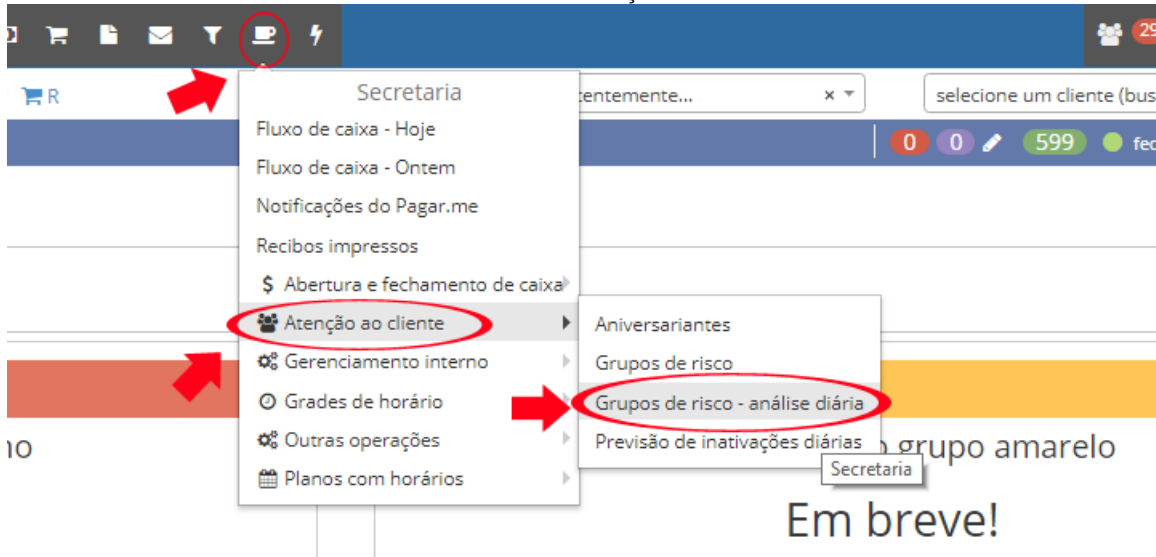 29
R
Secretaria
entemente...
selecione um cliente (bus
Fluxo de caixa - Hoje
0 0 599 fec
Fluxo de caixa - Ontem
Notificações do Pagar.me
Recibos impressos
$ Abertura e fechamento de caixa
Atenção ao cliente
Gerenciamento interno
Grades de horário
Outras operações
Planos com horários
Aniversariantes
Grupos de risco
Grupos de risco - análise diária
Previsão de inativações diárias
Secretaria
no
o grupo amarelo
Em breve!